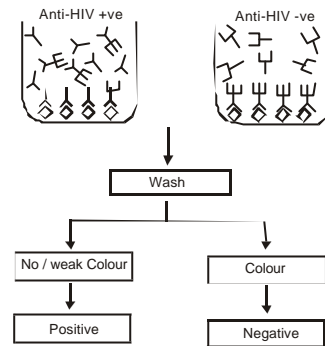 Anti-HIV +ve
Anti-HIV -ve
Wash
No / weak Colour
Colour
Positive
Negative